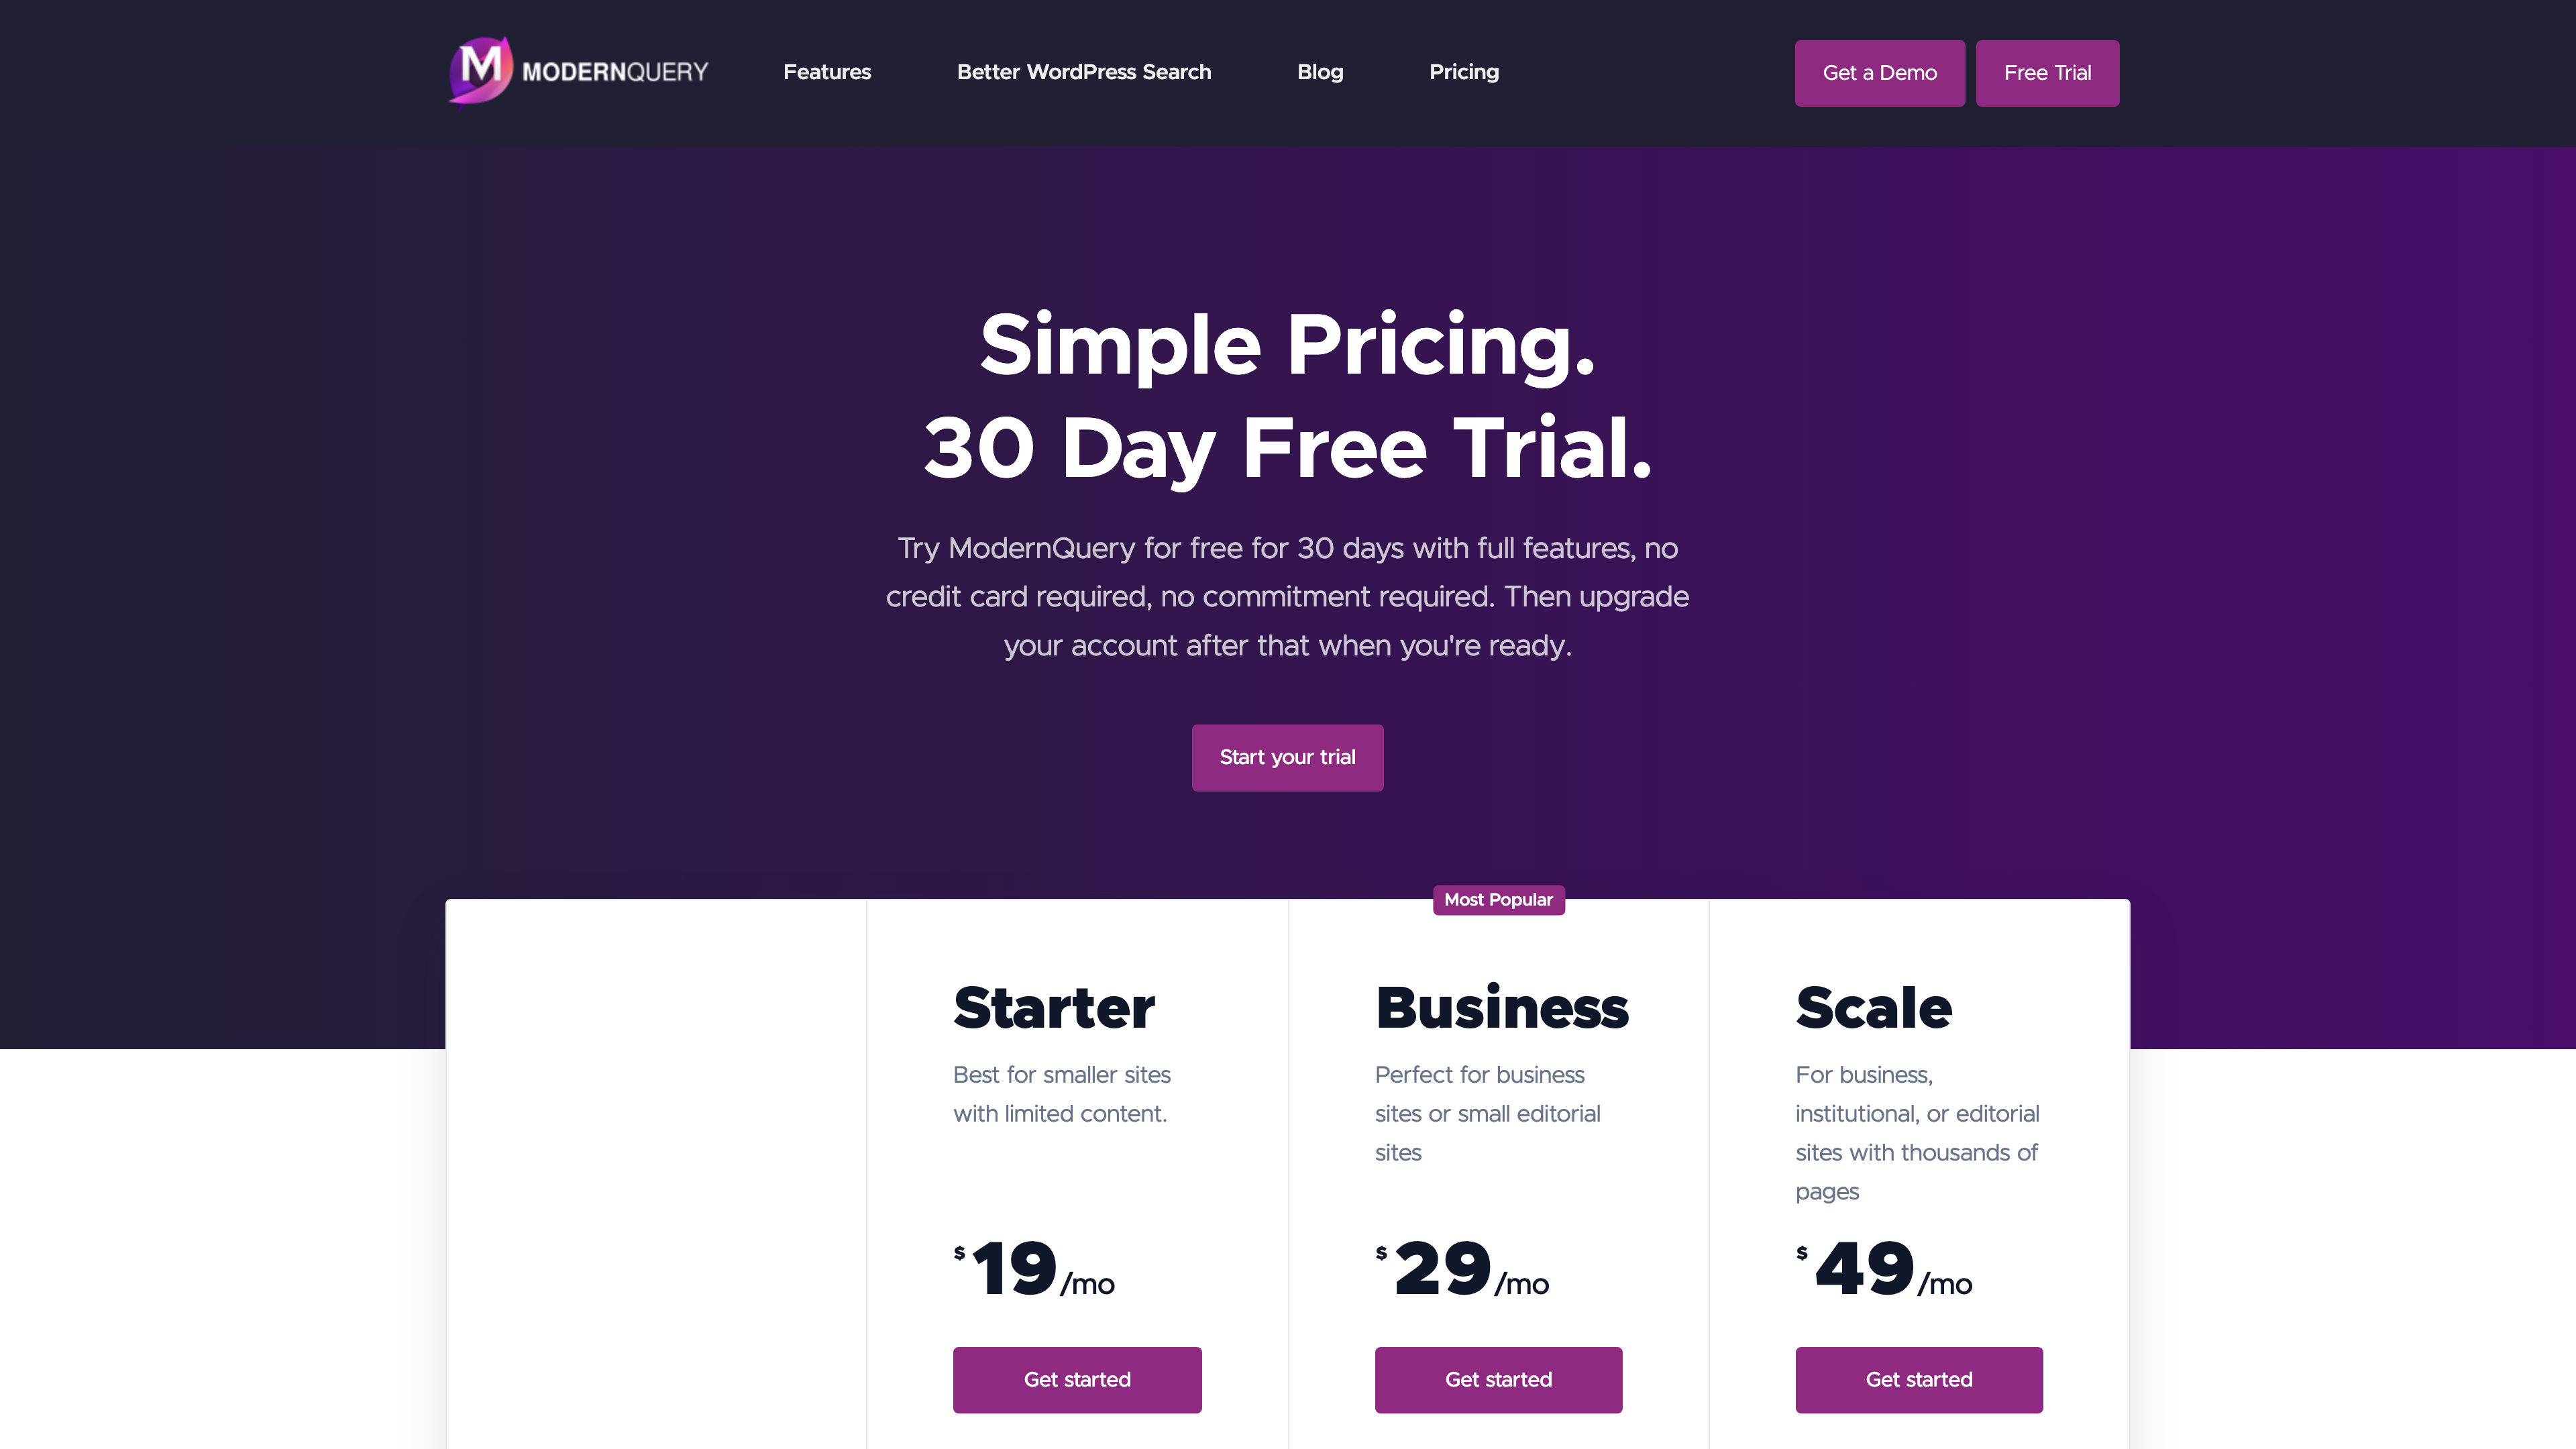 M MODERNQUERY
Features
Better WordPress Search
Blog
Pricing
Get a Demo
Free Trial
Simple Pricing.
30 Day Free Trial.
Try ModernQuery for free for 30 days with full features, no
credit card required, no commitment required. Then upgrade
your account after that when you're ready.
Start your trial
Starter
Best for smaller sites
with limited content.
$19/mo
Get started
Most Popular
Business
Perfect for business
sites or small editorial
sites
$29/mo
Get started
Scale
For business,
institutional, or editorial
sites with thousands of
pages
$49/mo
Get started